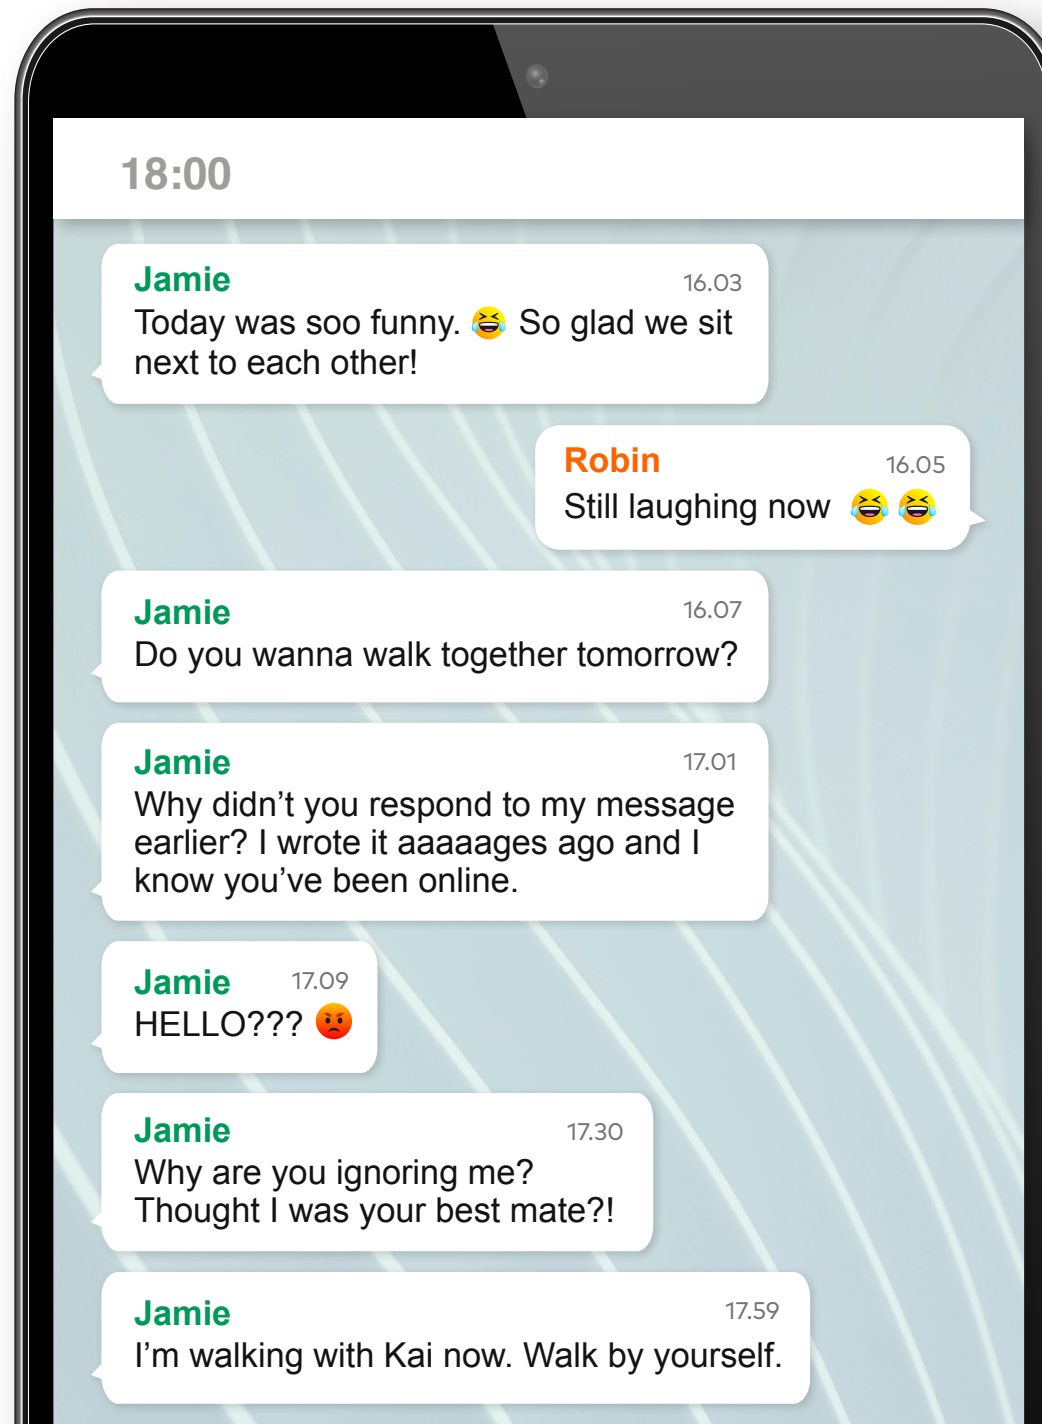 18:00
Jamie 16.03
Today was soo funny. 😆 So glad we sit
next to each other!
Robin 16.05
Still laughing now 😆 😆
Jamie 16.07
Do you wanna walk together tomorrow?
Jamie 17.01
Why didn’t you respond to my message
earlier? I wrote it aaaaages ago and I
know you’ve been online.
Jamie 17.09
HELLO??? 😡
Jamie 17.30
Why are you ignoring me?
Thought I was your best mate?!
Jamie 17.59
I’m walking with Kai now. Walk by yourself.